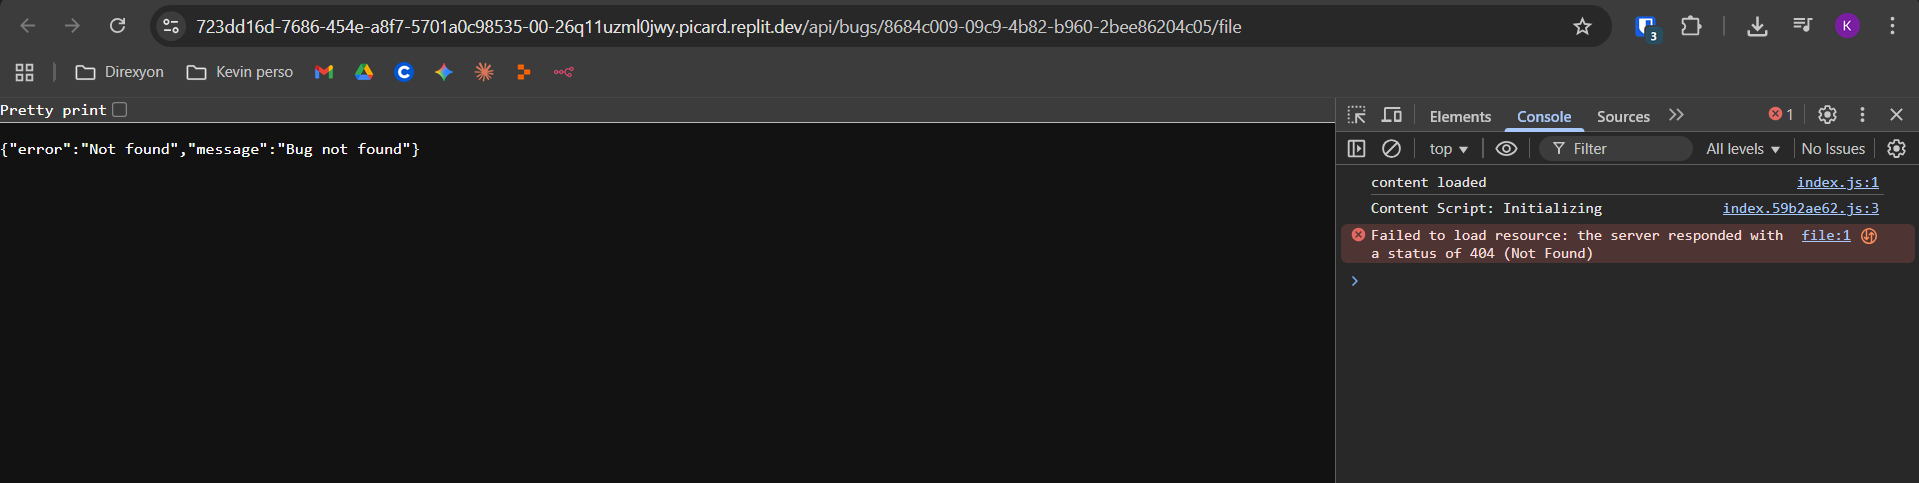 723dd16d-7686-454e-a8f7-5701a0c98535-00-26q11uzml0jwy.picard.replit.dev/api/bugs/8684c009-09c9-4b82-b960-2bee86204c05/file
3
K
Direxyon
Kevin perso
Pretty print
{"error":"Not found","message":"Bug not found"}
Elements Console Sources 1
top Filter All levels No Issues
content loaded index.js:1
Content Script: Initializing index.59b2ae62.js:3
Failed to load resource: the server responded with file:1
a status of 404 (Not Found)